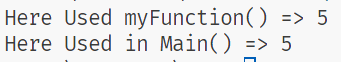 Here Used myFunction() => 5
Here Used in Main() => 5